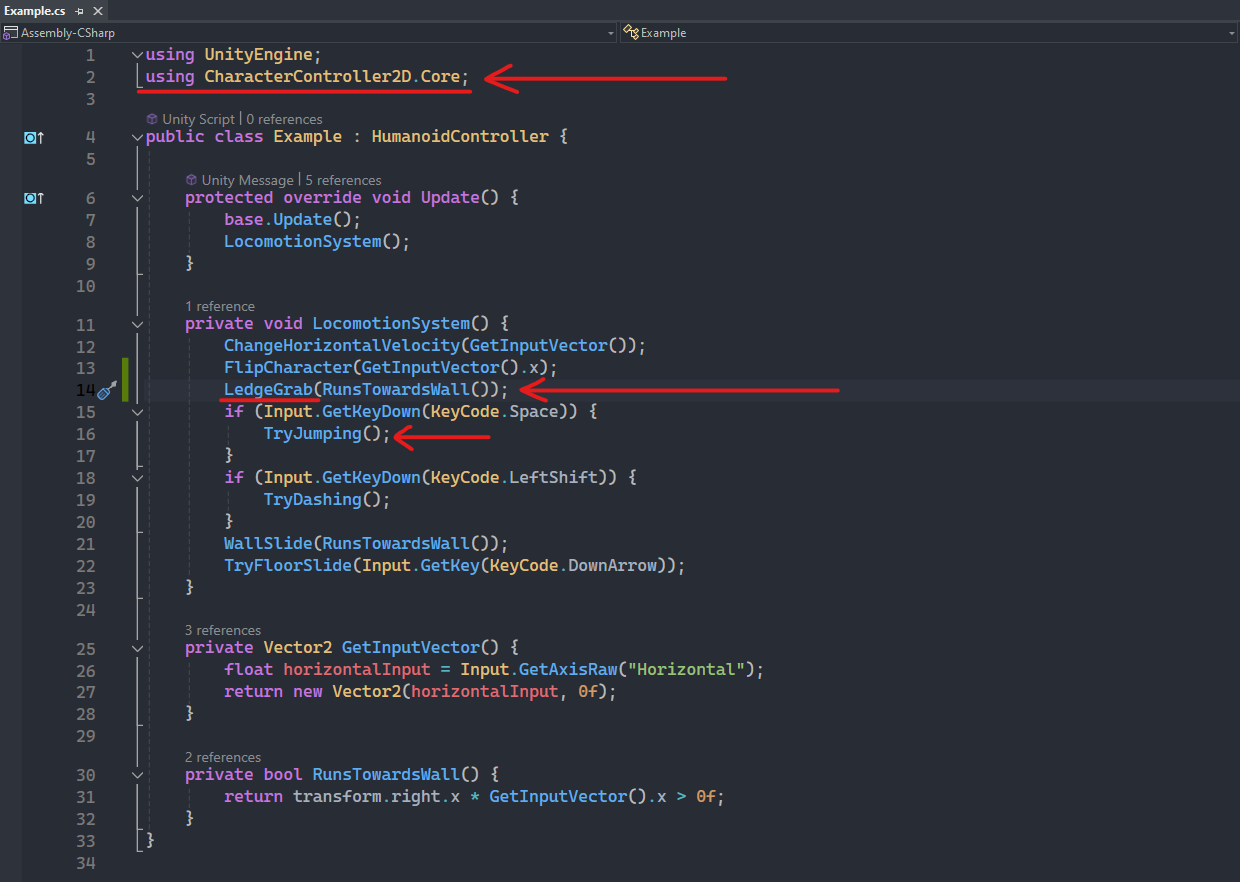 Example.cs
Assembly-CSharp
Example
1 using UnityEngine;
2 using CharacterController2D.Core;
3
Unity Script | 0 references
4 public class Example : HumanoidController {
5
Unity Message | 5 references
6 protected override void Update() {
7 base.Update();
8 LocomotionSystem();
9 }
10
1 reference
11 private void LocomotionSystem() {
12 ChangeHorizontalVelocity(GetInputVector());
13 FlipCharacter(GetInputVector().x);
14 LedgeGrab(RunsTowardsWall());
15 if (Input.GetKeyDown(KeyCode.Space)) {
16 TryJumping();
17 }
18 if (Input.GetKeyDown(KeyCode.LeftShift)) {
19 TryDashing();
20 }
21 WallSlide(RunsTowardsWall());
22 TryFloorSlide(Input.GetKey(KeyCode.DownArrow));
23 }
24
3 references
25 private Vector2 GetInputVector() {
26 float horizontalInput = Input.GetAxisRaw("Horizontal");
27 return new Vector2(horizontalInput, 0f);
28 }
29
2 references
30 private bool RunsTowardsWall() {
31 return transform.right.x * GetInputVector().x > 0f;
32 }
33 }
34